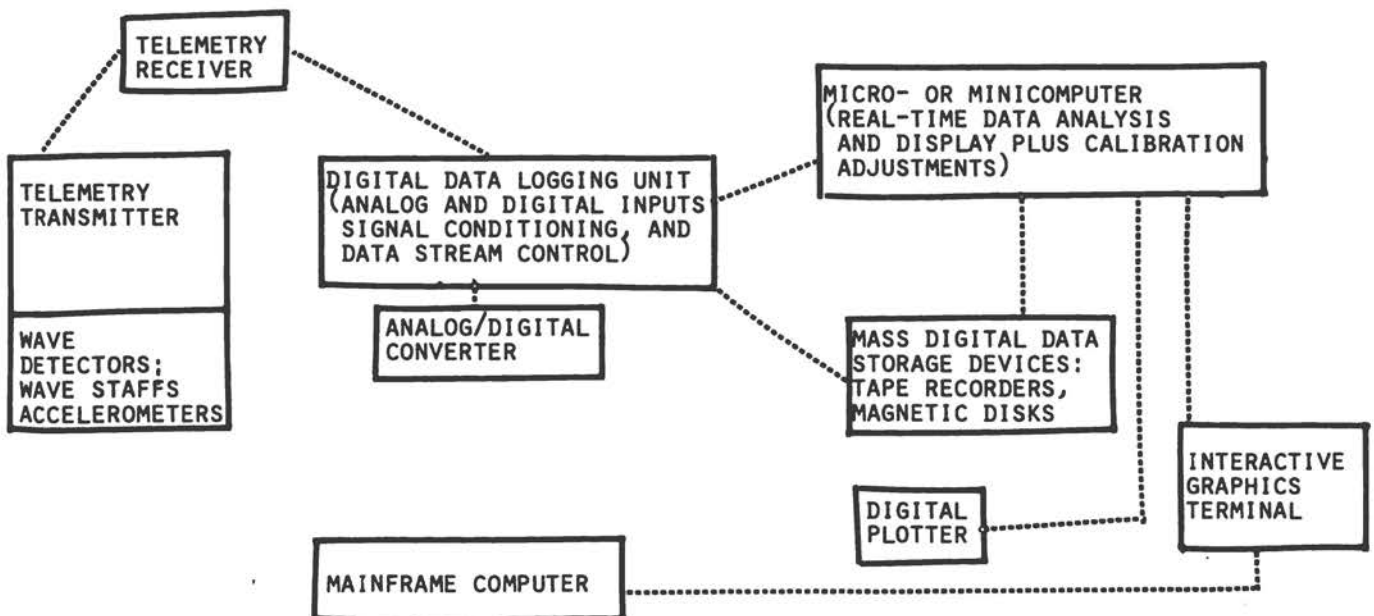 TELEMETRY
RECEIVER
TELEMETRY
TRANSMITTER
WAVE
DETECTORS;
WAVE STAFFS
ACCELEROMETERS
DIGITAL DATA LOGGING UNIT
(ANALOG AND DIGITAL INPUTS
SIGNAL CONDITIONING, AND
DATA STREAM CONTROL)
ANALOG/DIGITAL
CONVERTER
MICRO- OR MINICOMPUTER
(REAL-TIME DATA ANALYSIS
AND DISPLAY PLUS CALIBRATION
ADJUSTMENTS)
MASS DIGITAL DATA
STORAGE DEVICES:
TAPE RECORDERS,
MAGNETIC DISKS
DIGITAL
PLOTTER
INTERACTIVE
GRAPHICS
TERMINAL
MAINFRAME COMPUTER